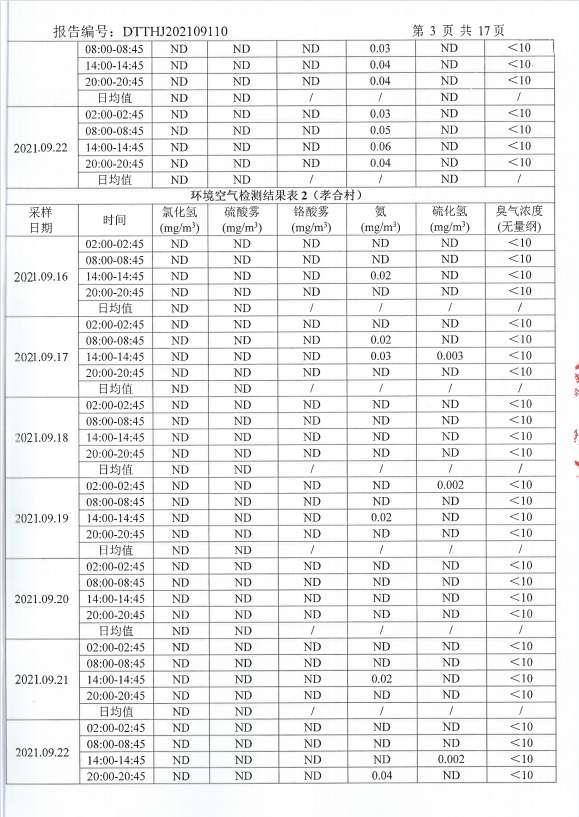 报告编号：DTTHJ202109110 第 3 页 共 17页
08:00-08:45 ND ND ND 0.03 ND ＜10
14:00-14:45 ND ND ND 0.04 ND ＜10
20:00-20:45 ND ND ND 0.04 ND ＜10
日均值 ND ND / / ND /
02:00-02:45 ND ND ND 0.03 ND ＜10
08:00-08:45 ND ND ND 0.05 ND ＜10
2021.09.22 14:00-14:45 ND ND ND 0.06 ND ＜10
20:00-20:45 ND ND ND 0.04 ND ＜10
日均值 ND ND / / ND /
环境空气检测结果表 2（孝合村）
采样日期 时间 氯化氢(mg/m³) 硫酸雾(mg/m³) 铬酸雾(mg/m³) 氨(mg/m³) 硫化氢(mg/m³) 臭气浓度(无量纲)
02:00-02:45 ND ND ND ND ND ＜10
08:00-08:45 ND ND ND ND ND ＜10
2021.09.16 14:00-14:45 ND ND ND 0.02 ND ＜10
20:00-20:45 ND ND ND ND ND ＜10
日均值 ND ND / / / /
02:00-02:45 ND ND ND ND ND ＜10
08:00-08:45 ND ND ND 0.02 ND ＜10
2021.09.17 14:00-14:45 ND ND ND 0.03 0.003 ＜10
20:00-20:45 ND ND ND ND ND ＜10
日均值 ND ND / / / /
02:00-02:45 ND ND ND ND ND ＜10
08:00-08:45 ND ND ND ND ND ＜10
2021.09.18 14:00-14:45 ND ND ND ND ND ＜10
20:00-20:45 ND ND ND ND ND ＜10
日均值 ND ND / / / /
02:00-02:45 ND ND ND ND 0.002 ＜10
08:00-08:45 ND ND ND ND ND ＜10
2021.09.19 14:00-14:45 ND ND ND 0.02 ND ＜10
20:00-20:45 ND ND ND ND ND ＜10
日均值 ND ND / / / /
02:00-02:45 ND ND ND ND ND ＜10
08:00-08:45 ND ND ND ND ND ＜10
2021.09.20 14:00-14:45 ND ND ND ND ND ＜10
20:00-20:45 ND ND ND ND ND ＜10
日均值 ND ND / / / /
02:00-02:45 ND ND ND ND ND ＜10
08:00-08:45 ND ND ND ND ND ＜10
2021.09.21 14:00-14:45 ND ND ND 0.02 ND ＜10
20:00-20:45 ND ND ND ND ND ＜10
日均值 ND ND / / / /
02:00-02:45 ND ND ND ND ND ＜10
08:00-08:45 ND ND ND ND ND ＜10
2021.09.22 14:00-14:45 ND ND ND ND 0.002 ＜10
20:00-20:45 ND ND ND 0.04 ND ＜10